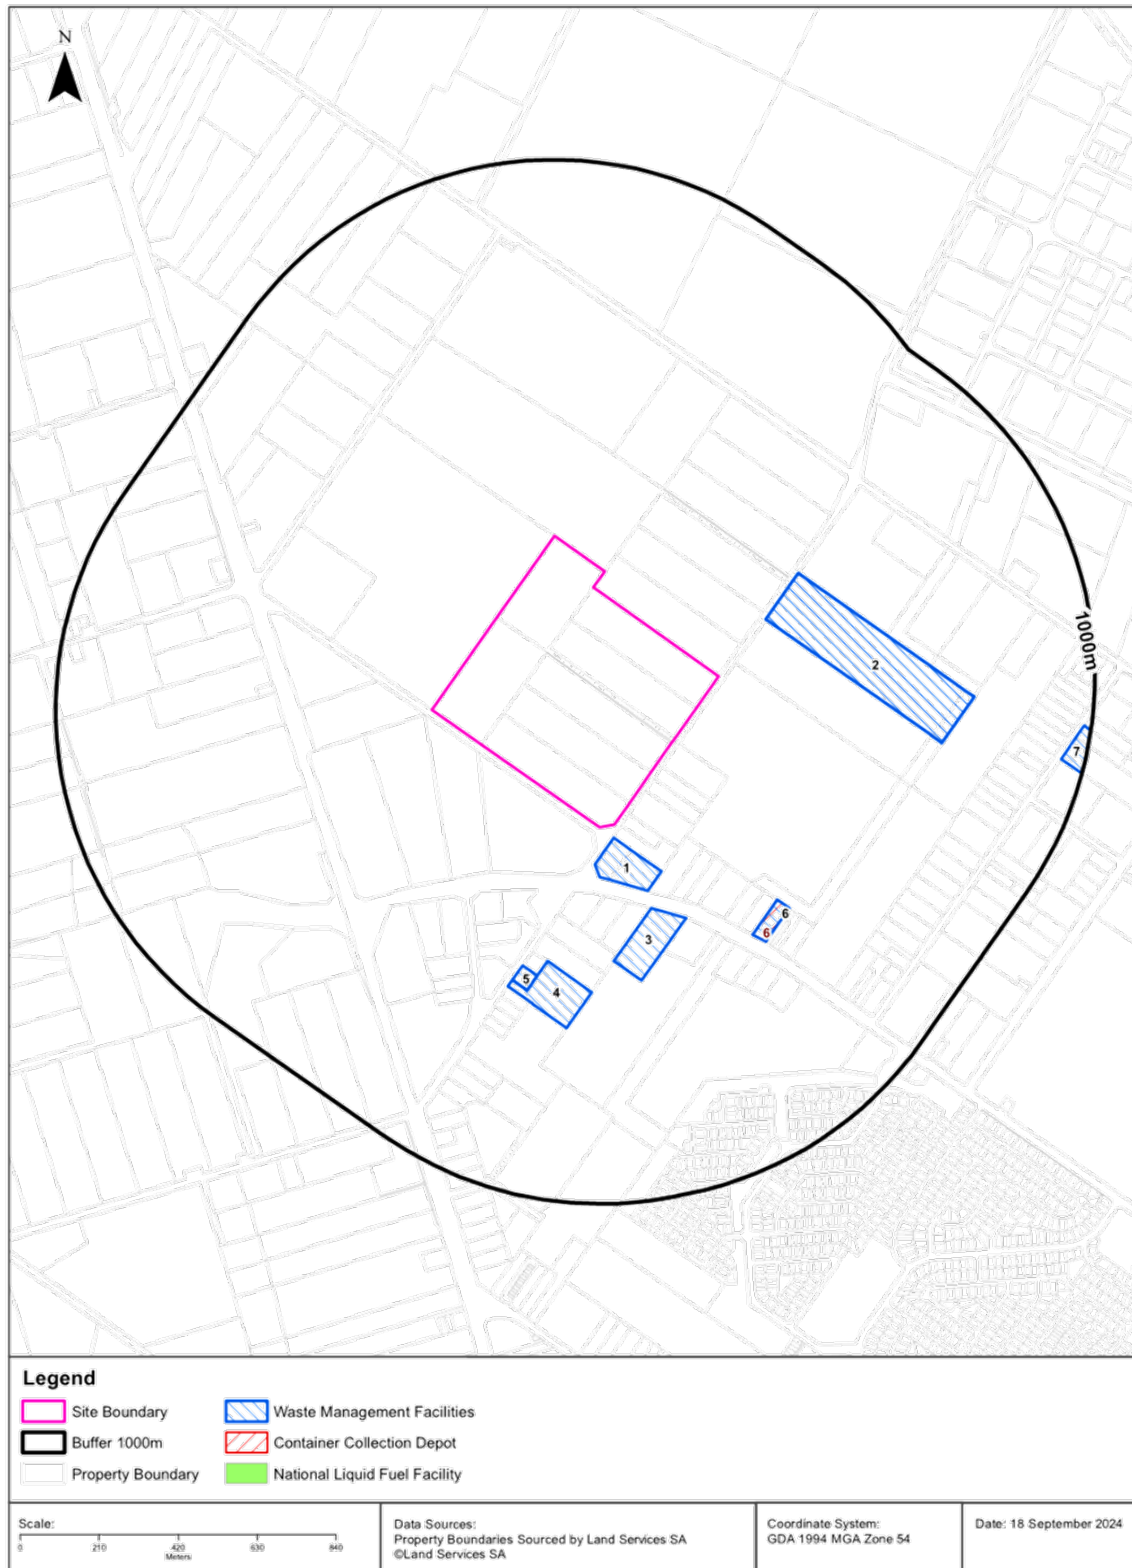 N
1000m
2
7
1
6
6
3
5
4
Legend
Site Boundary
Waste Management Facilities
Buffer 1000m
Container Collection Depot
Property Boundary
National Liquid Fuel Facility
Scale:
0 210 420 630 840
Meters
Data Sources:
Property Boundaries Sourced by Land Services SA
©Land Services SA
Coordinate System:
GDA 1994 MGA Zone 54
Date: 18 September 2024